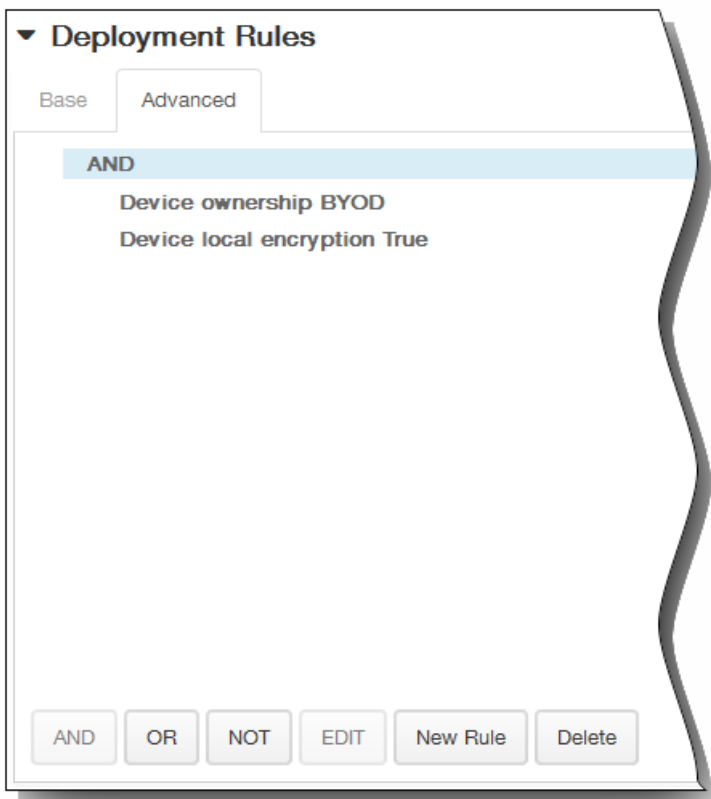 Deployment Rules
Base Advanced
AND
Device ownership BYOD
Device local encryption True
AND OR NOT EDIT New Rule Delete